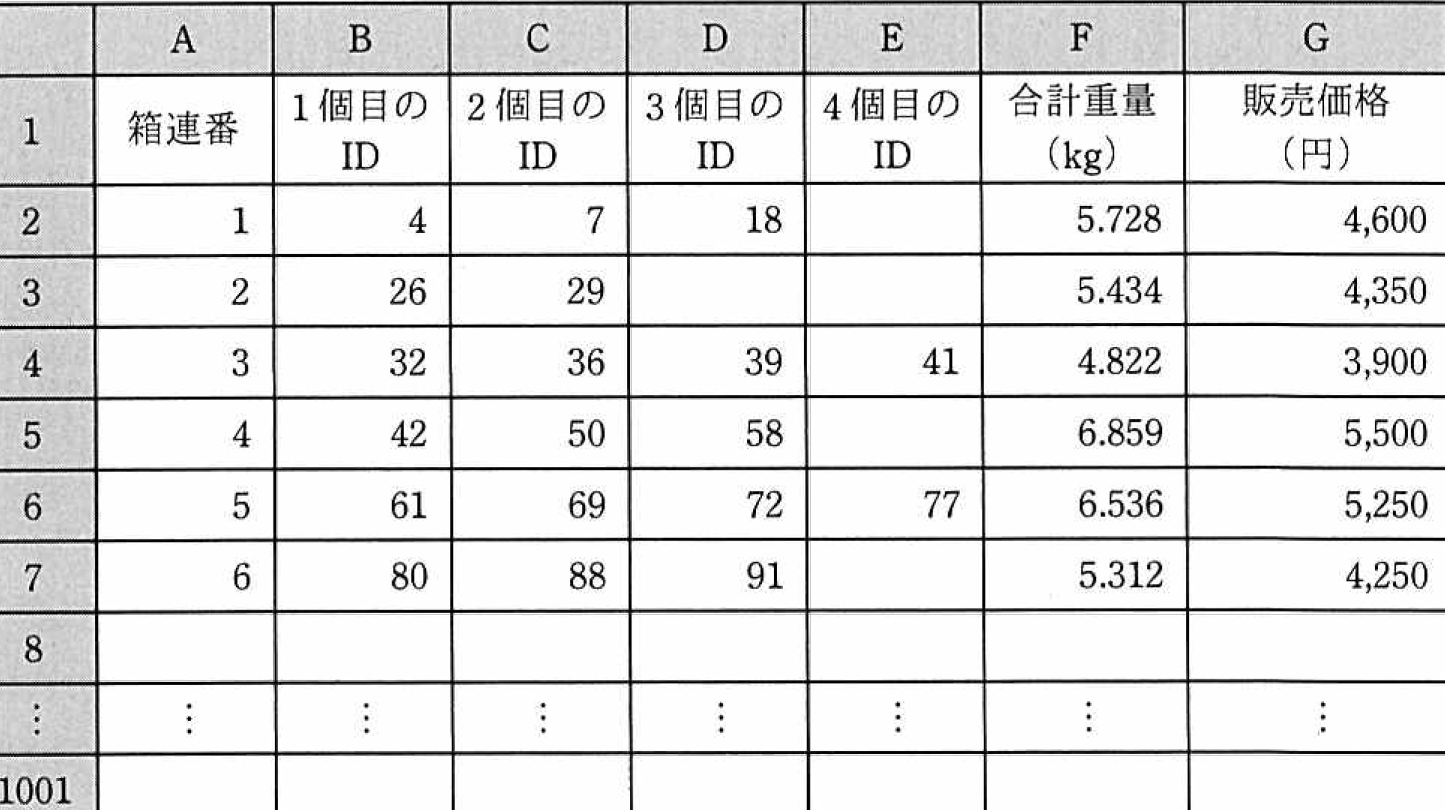 A B C D E F G
1 箱連番 1個目のID 2個目のID 3個目のID 4個目のID 合計重量(kg) 販売価格(円)
2 1 4 7 18 5.728 4,600
3 2 26 29 5.434 4,350
4 3 32 36 39 41 4.822 3,900
5 4 42 50 58 6.859 5,500
6 5 61 69 72 77 6.536 5,250
7 6 80 88 91 5.312 4,250
8
⋮ ⋮ ⋮ ⋮ ⋮ ⋮ ⋮ ⋮
1001